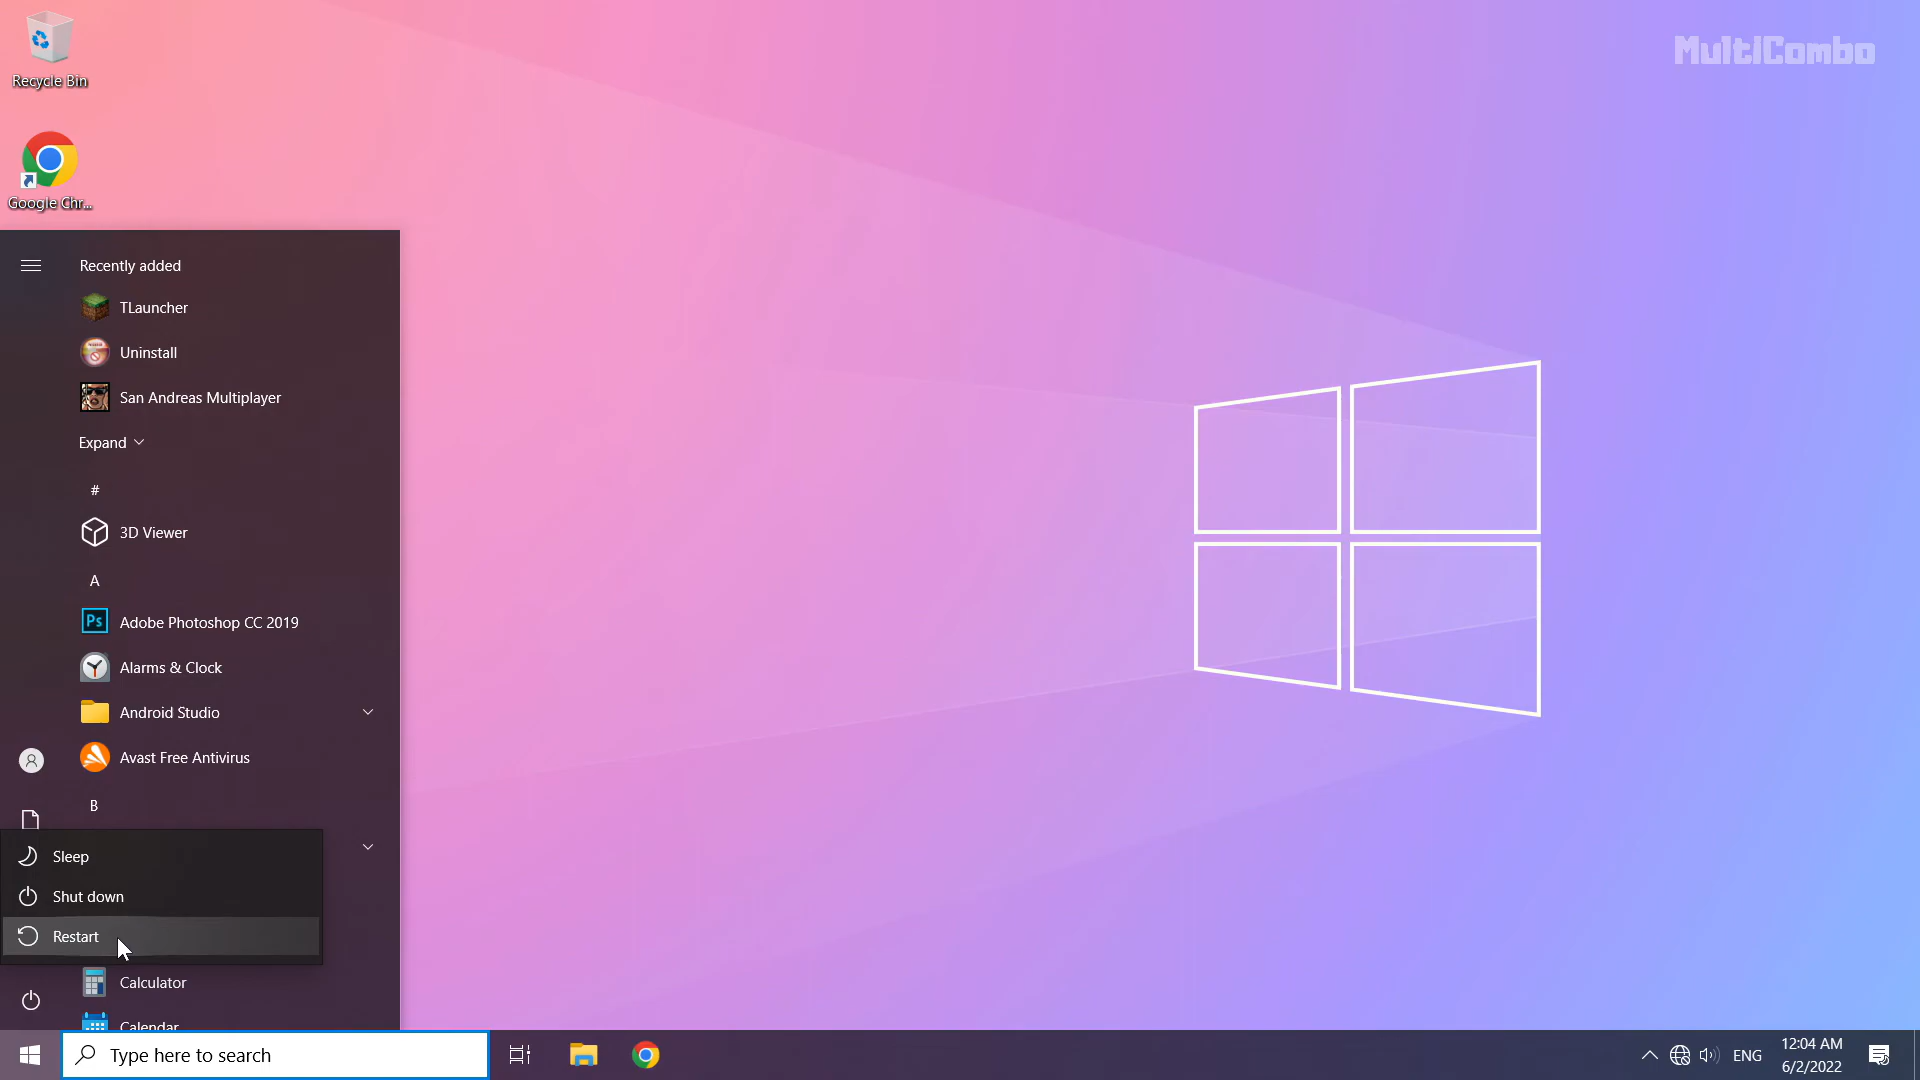 Recycle Bin
MultiCombo
Google Chr...
Recently added
TLauncher
Uninstall
San Andreas Multiplayer
Expand
#
3D Viewer
A
Ps
Adobe Photoshop CC 2019
Alarms & Clock
Android Studio
Avast Free Antivirus
B
Sleep
Shut down
Restart
Calculator
Calendar
Type here to search
ENG
12:04 AM
6/2/2022